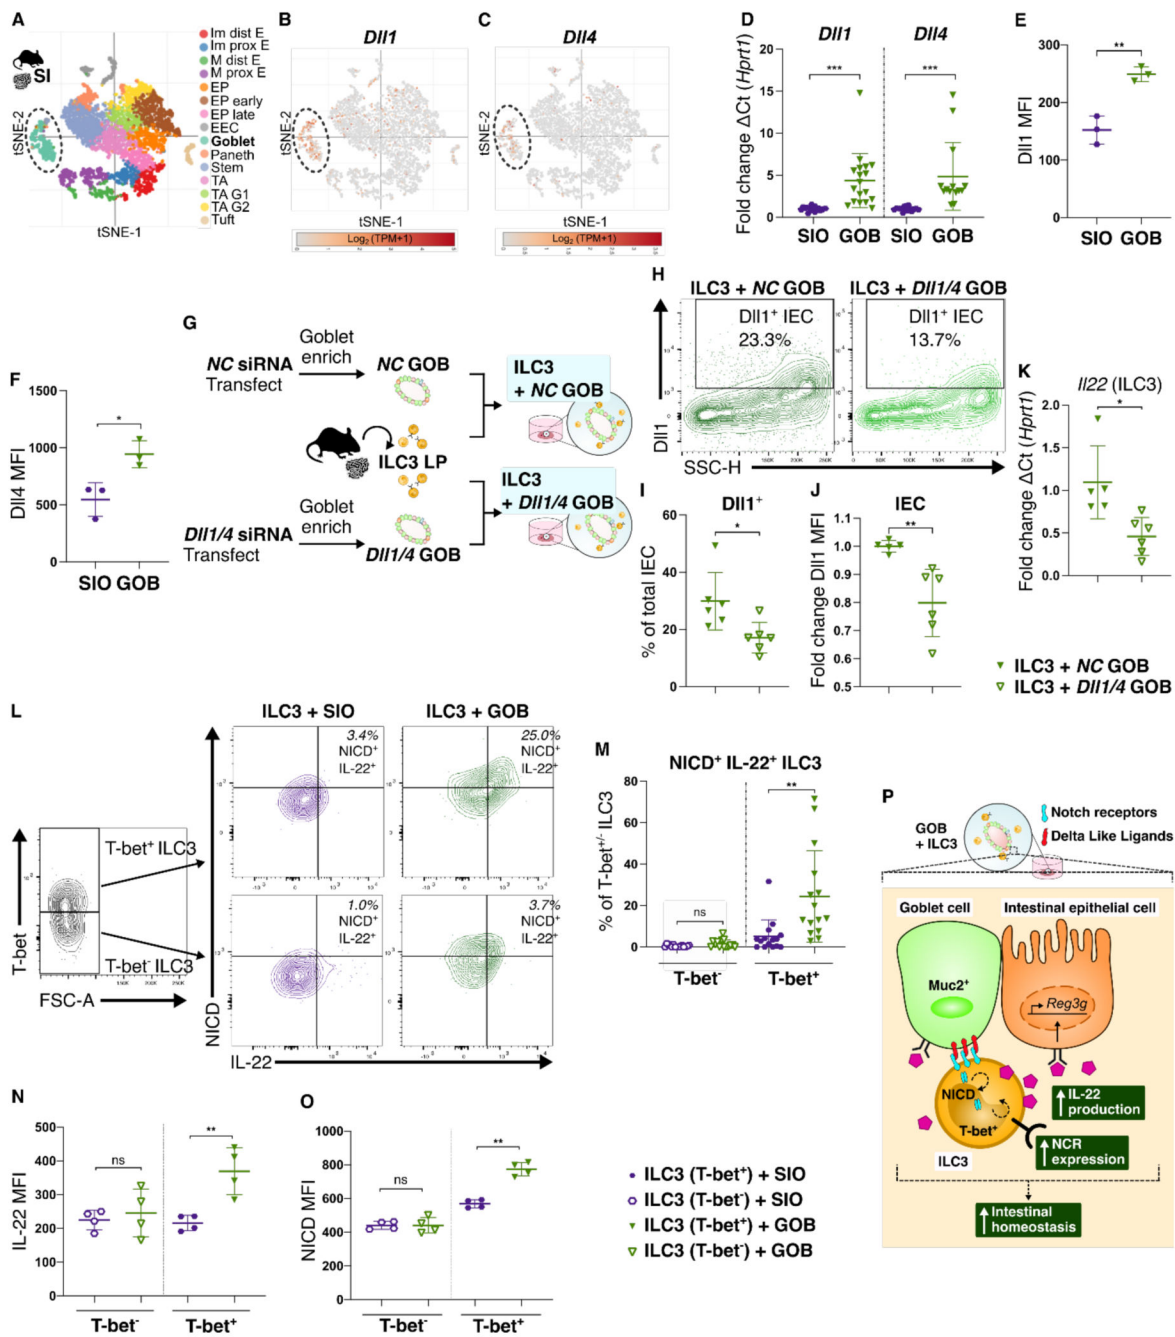 A
SI
tSNE-2
tSNE-1
Im dist E
Im prox E
M dist E
M prox E
EP
EP early
EP late
EEC
Goblet
Paneth
Stem
TA
TA G1
TA G2
Tuft
B
Dll1
tSNE-2
tSNE-1
Log2 (TPM+1)
C
Dll4
tSNE-2
tSNE-1
Log2 (TPM+1)
D
Dll1 Dll4
Fold change ΔCt (Hprt1)
20
15
10
5
0
*** ***
SIO GOB SIO GOB
E
Dll1 MFI
300
200
100
0
**
SIO GOB
F
Dll4 MFI
1500
1000
500
0
*
SIO GOB
G
NC siRNA
Transfect
Goblet
enrich
NC GOB
ILC3
+ NC GOB
ILC3 LP
ILC3
+ Dll1/4 GOB
Dll1/4 siRNA
Transfect
Goblet
enrich
Dll1/4 GOB
H
ILC3 + NC GOB ILC3 + Dll1/4 GOB
Dll1+ IEC
23.3%
Dll1+ IEC
13.7%
Dll1
SSC-H
I
Dll1+
% of total IEC
60
40
20
0
*
J
IEC
Fold change Dll1 MFI
1.1
1.0
0.9
0.8
0.7
0.6
0.5
**
K
Il22 (ILC3)
Fold change ΔCt (Hprt1)
2.0
1.5
1.0
0.5
0.0
*
ILC3 + NC GOB
ILC3 + Dll1/4 GOB
L
ILC3 + SIO ILC3 + GOB
T-bet
FSC-A
T-bet+ ILC3
T-bet- ILC3
3.4%
NICD+
IL-22+
25.0%
NICD+
IL-22+
1.0%
NICD+
IL-22+
3.7%
NICD+
IL-22+
NICD
IL-22
M
NICD+ IL-22+ ILC3
% of T-bet+/- ILC3
80
70
60
50
40
30
20
10
0
ns
**
T-bet- T-bet+
N
IL-22 MFI
500
400
300
200
100
0
ns
**
T-bet- T-bet+
O
NICD MFI
1000
800
600
400
200
0
ns
**
T-bet- T-bet+
ILC3 (T-bet+) + SIO
ILC3 (T-bet-) + SIO
ILC3 (T-bet+) + GOB
ILC3 (T-bet-) + GOB
P
GOB
+ ILC3
Notch receptors
Delta Like Ligands
Goblet cell
Intestinal epithelial cell
Muc2+
Reg3g
NICD
T-bet+
ILC3
IL-22
production
NCR
expression
Intestinal
homeostasis